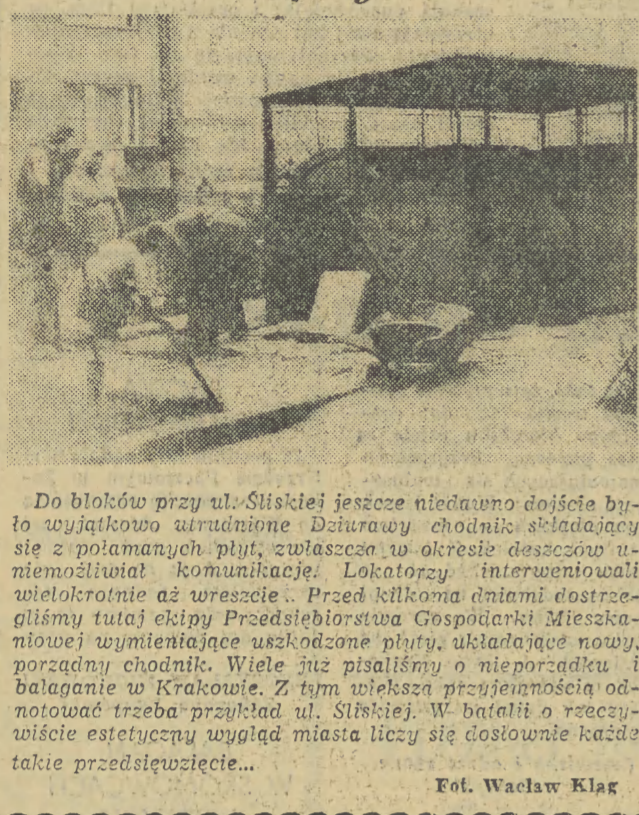 Do bloków przy ul. Śliskiej jeszcze niedawno dojście by-
ło wyjątkowo utrudnione Dziurawy chodnik składający
się z połamanych płyt, zwłaszcza w okresie deszczów u-
niemożliwiał komunikację. Lokatorzy interweniowali
wielokrotnie aż wreszcie.. Przed kilkoma dniami dostrze-
gliśmy tutaj ekipy Przedsiębiorstwa Gospodarki Mieszka-
niowej wymieniające uszkodzone płyty, układające nowy,
porządny chodnik. Wiele już pisaliśmy o nieporządku i
bałaganie w Krakowie. Z tym większą przyjemnością od-
notować trzeba przykład ul. Śliskiej. W batalii o rzeczy-
wiście estetyczny wygląd miasta liczy się dosłownie każde
takie przedsięwzięcie...
Fot. Wacław Klag